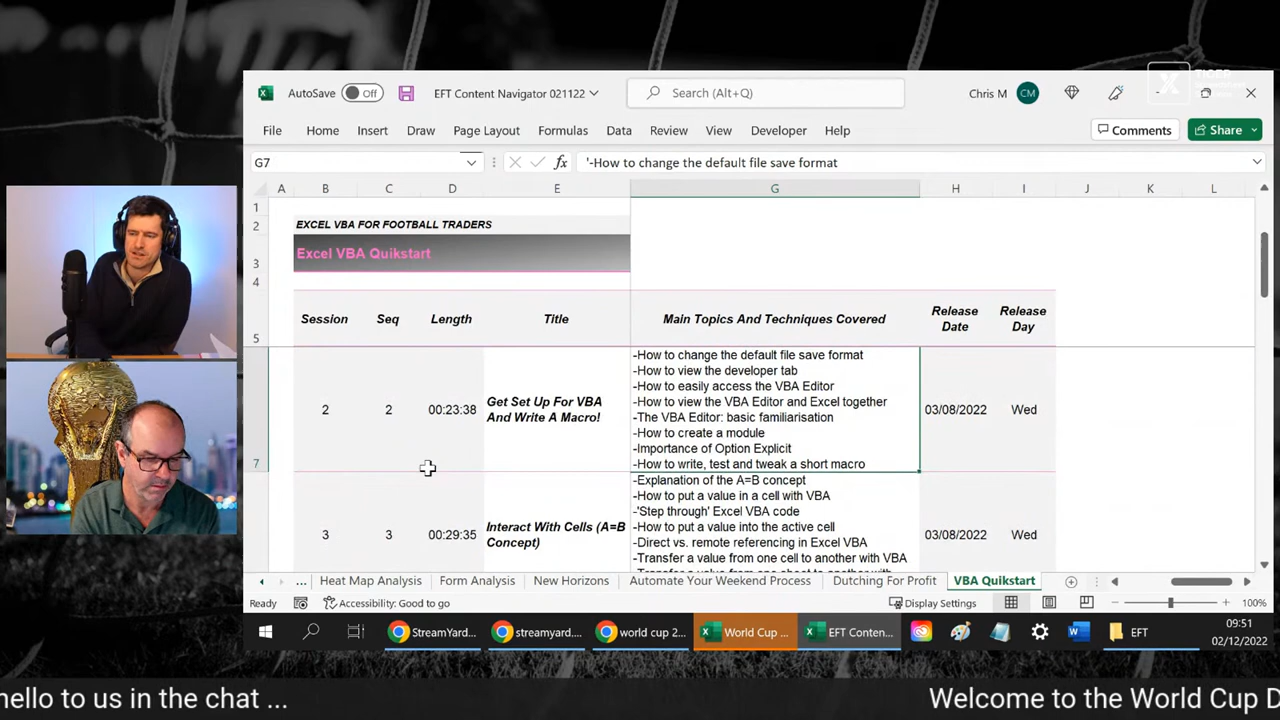 TIGER
AutoSave
Off
EFT Content Navigator 021122
Search (Alt+Q)
Chris M
CM
File
Home
Insert
Draw
Page Layout
Formulas
Data
Review
View
Developer
Help
Comments
Share
G7
fx
'-How to change the default file save format
A
B
C
D
E
G
H
I
J
K
L
1
2
EXCEL VBA FOR FOOTBALL TRADERS
3
Excel VBA Quikstart
4
5
Session
Seq
Length
Title
Main Topics And Techniques Covered
Release
Date
Release
Day
7
2
2
00:23:38
Get Set Up For VBA
And Write A Macro!
-How to change the default file save format
-How to view the developer tab
-How to easily access the VBA Editor
-How to view the VBA Editor and Excel together
-The VBA Editor: basic familiarisation
-How to create a module
-Importance of Option Explicit
-How to write, test and tweak a short macro
03/08/2022
Wed
3
3
00:29:35
Interact With Cells (A=B
Concept)
-Explanation of the A=B concept
-How to put a value in a cell with VBA
-'Step through' Excel VBA code
-How to put a value into the active cell
-Direct vs. remote referencing in Excel VBA
-Transfer a value from one cell to another with VBA
03/08/2022
Wed
...
Heat Map Analysis
Form Analysis
New Horizons
Automate Your Weekend Process
Dutching For Profit
VBA Quikstart
Ready
Accessibility: Good to go
Display Settings
100%
StreamYard...
streamyard....
world cup 2...
World Cup ...
EFT Conten...
EFT
09:51
02/12/2022
hello to us in the chat ...
Welcome to the World Cup D